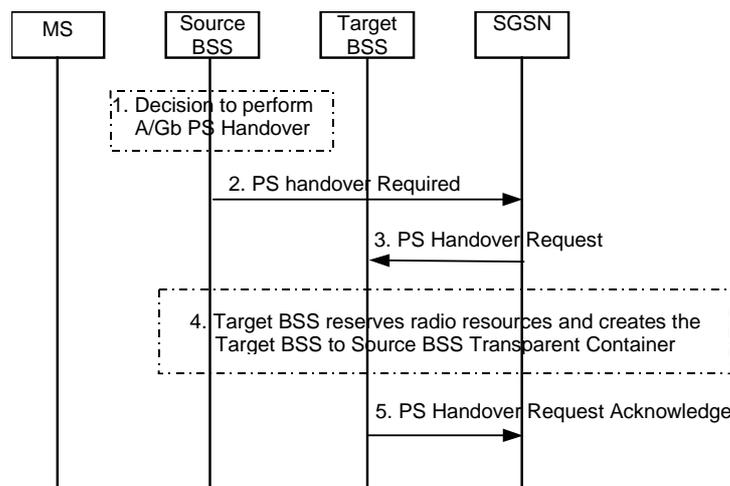 MS
Source
BSS
Target
BSS
SGSN
1. Decision to perform
A/Gb PS Handover
2. PS handover Required
3. PS Handover Request
4. Target BSS reserves radio resources and creates the
Target BSS to Source BSS Transparent Container
5. PS Handover Request Acknowledge